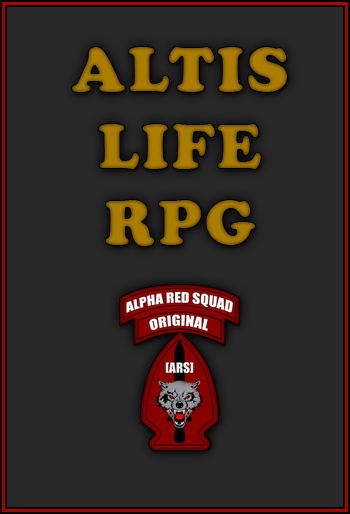 ALTIS
LIFE
RPG
ALPHA RED SQUAD
ORIGINAL
[ARS]